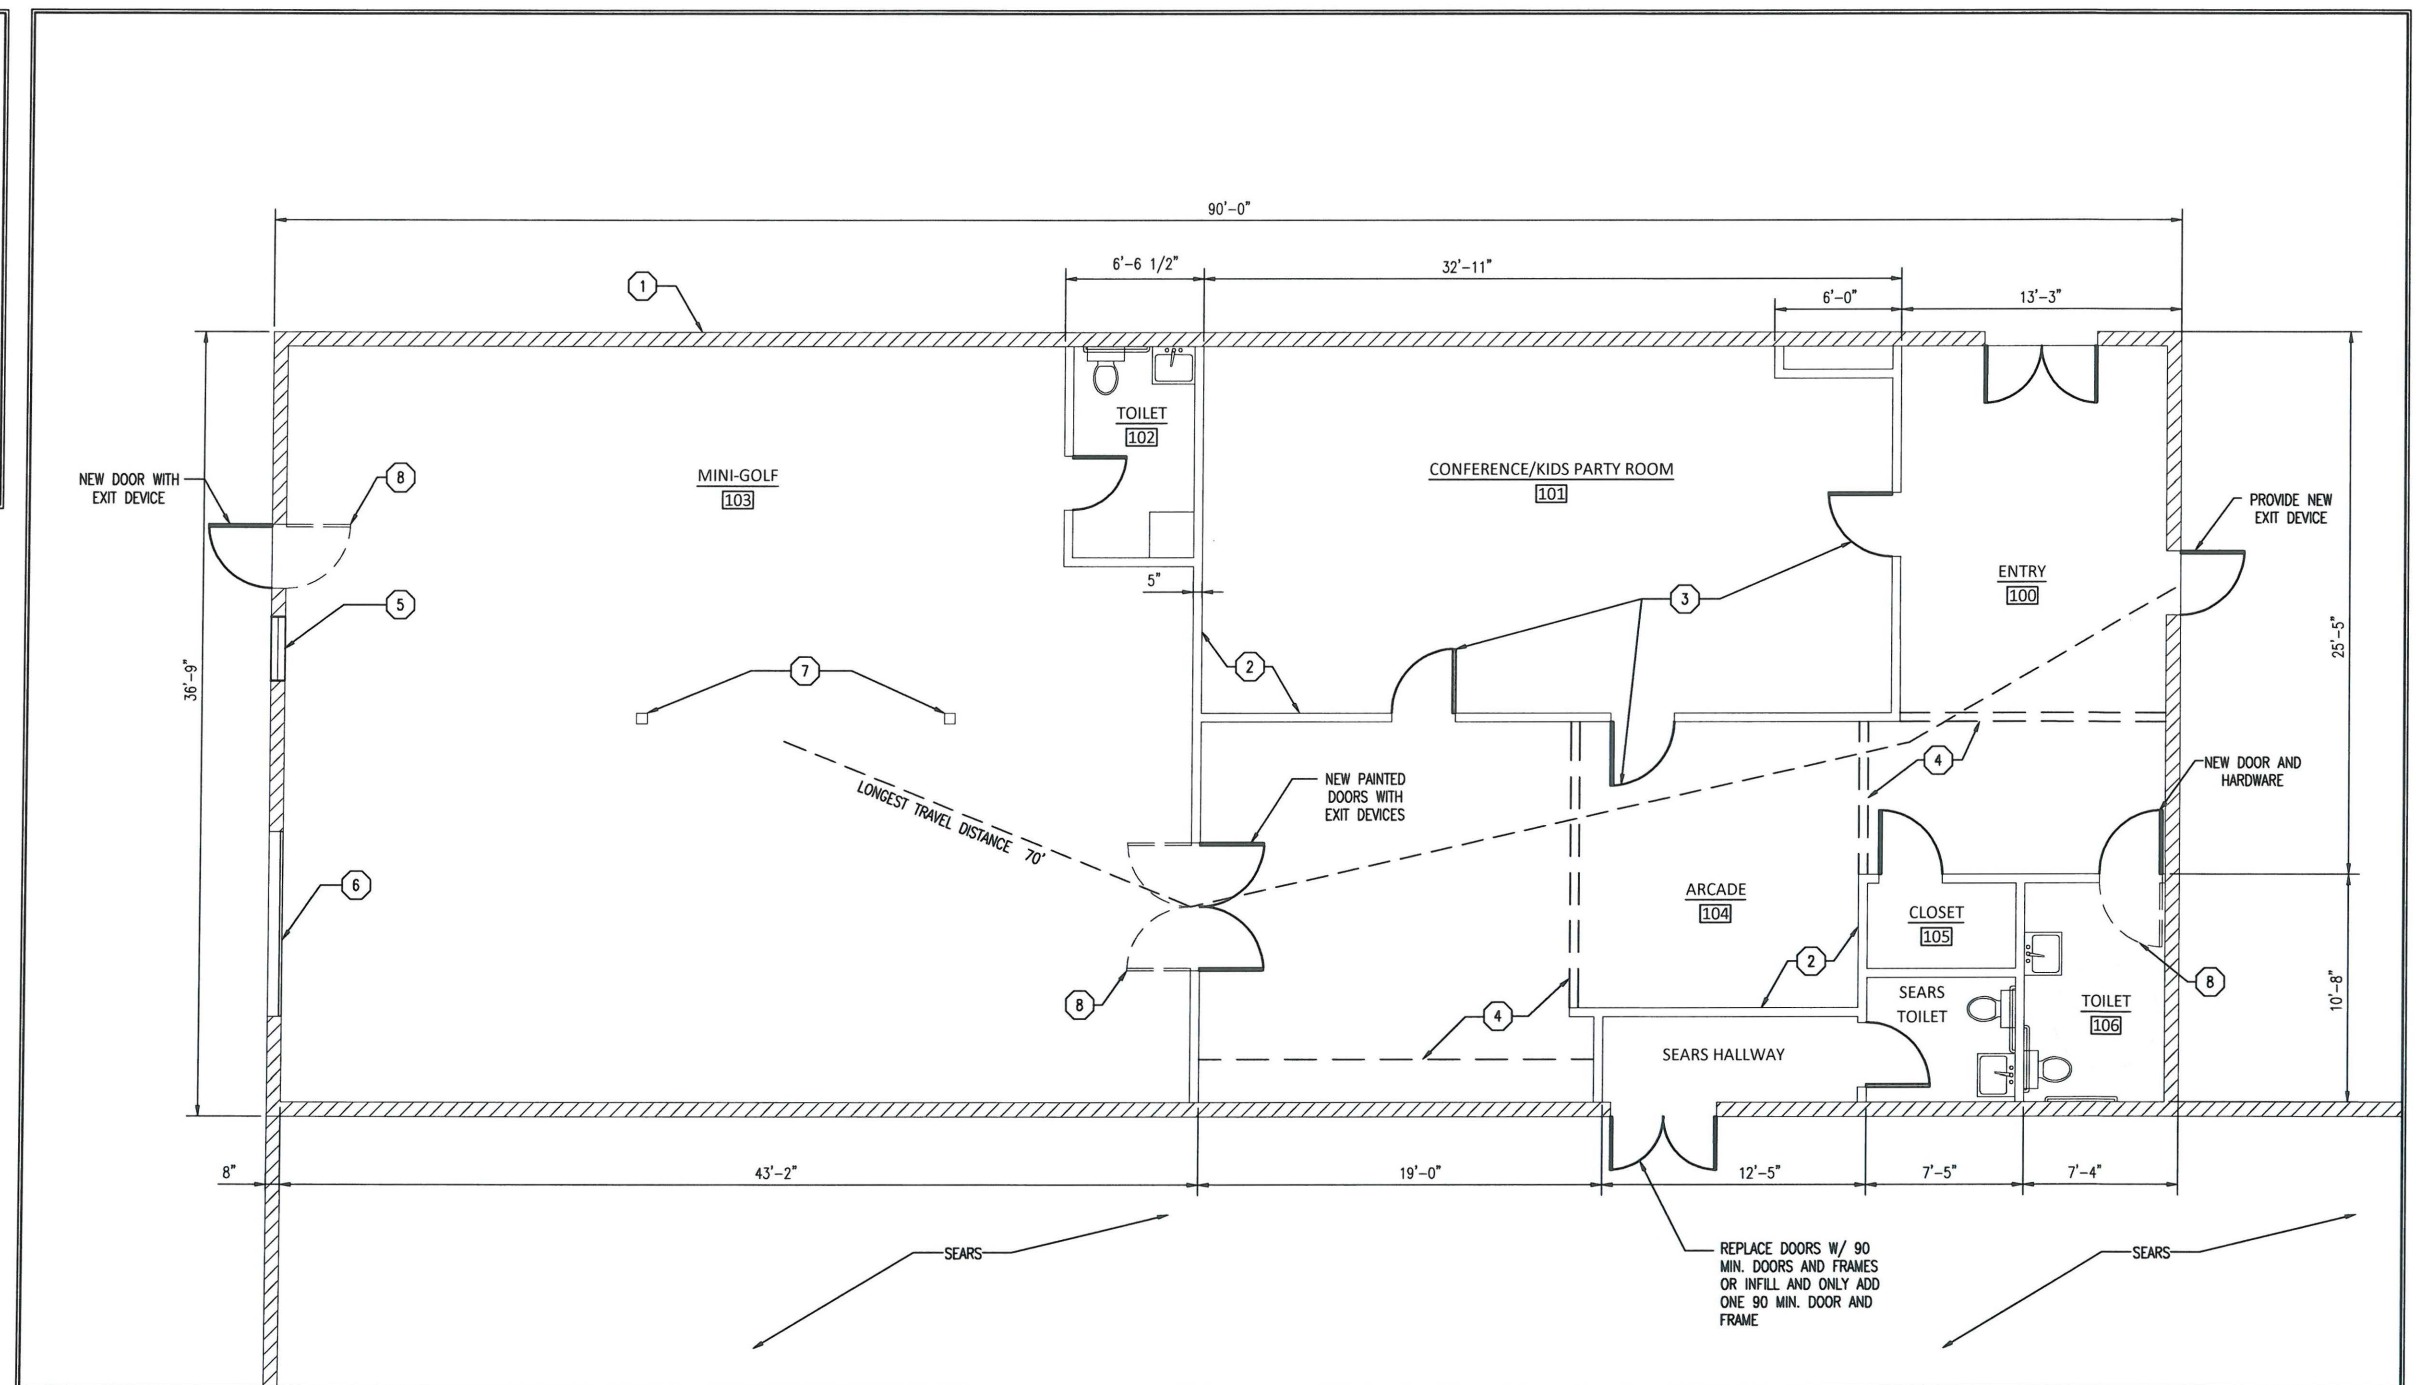 90'-0"
6'-6 1/2"
32'-11"
6'-0"
13'-3"
1
TOILET
102
CONFERENCE/KIDS PARTY ROOM
101
MINI-GOLF
103
NEW DOOR WITH
EXIT DEVICE
8
PROVIDE NEW
EXIT DEVICE
5"
ENTRY
100
5
3
25'-5"
36'-9"
7
2
4
NEW PAINTED
DOORS WITH
EXIT DEVICES
NEW DOOR AND
HARDWARE
LONGEST TRAVEL DISTANCE 70'
6
ARCADE
104
CLOSET
105
2
8
8
SEARS
TOILET
TOILET
106
10'-8"
4
SEARS HALLWAY
8"
43'-2"
19'-0"
12'-5"
7'-5"
7'-4"
SEARS
SEARS
REPLACE DOORS W/ 90
MIN. DOORS AND FRAMES
OR INFILL AND ONLY ADD
ONE 90 MIN. DOOR AND
FRAME